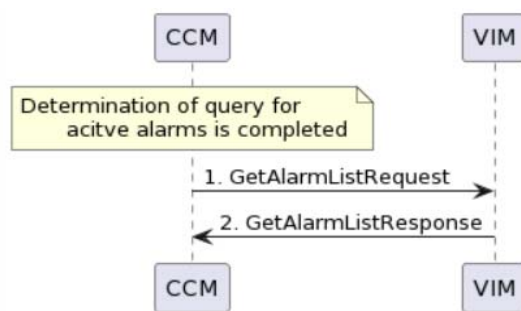 CCM VIM
Determination of query for
acitve alarms is completed
1. GetAlarmListRequest
2. GetAlarmListResponse
CCM VIM